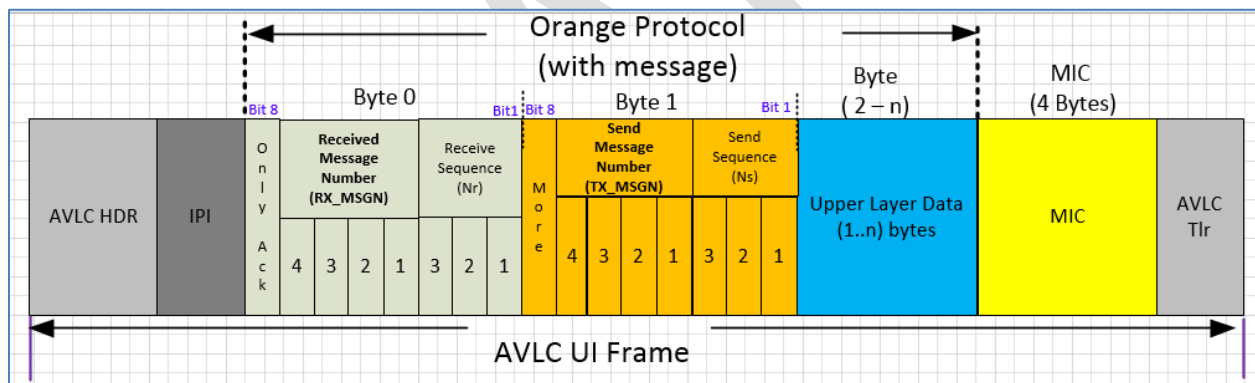 Orange Protocol
(with message)
Byte
( 2 – n)
MIC
(4 Bytes)
Bit 8
Byte 0
Bit1
Bit 8
Byte 1
Bit 1
AVLC HDR
IPI
Only Ack
Received
Message
Number
(RX_MSGN)
4 3 2 1
Receive
Sequence
(Nr)
3 2 1
More
Send
Message
Number
(TX_MSGN)
4 3 2 1
Send
Sequence
(Ns)
3 2 1
Upper Layer Data
(1..n) bytes
MIC
AVLC
Tlr
AVLC UI Frame